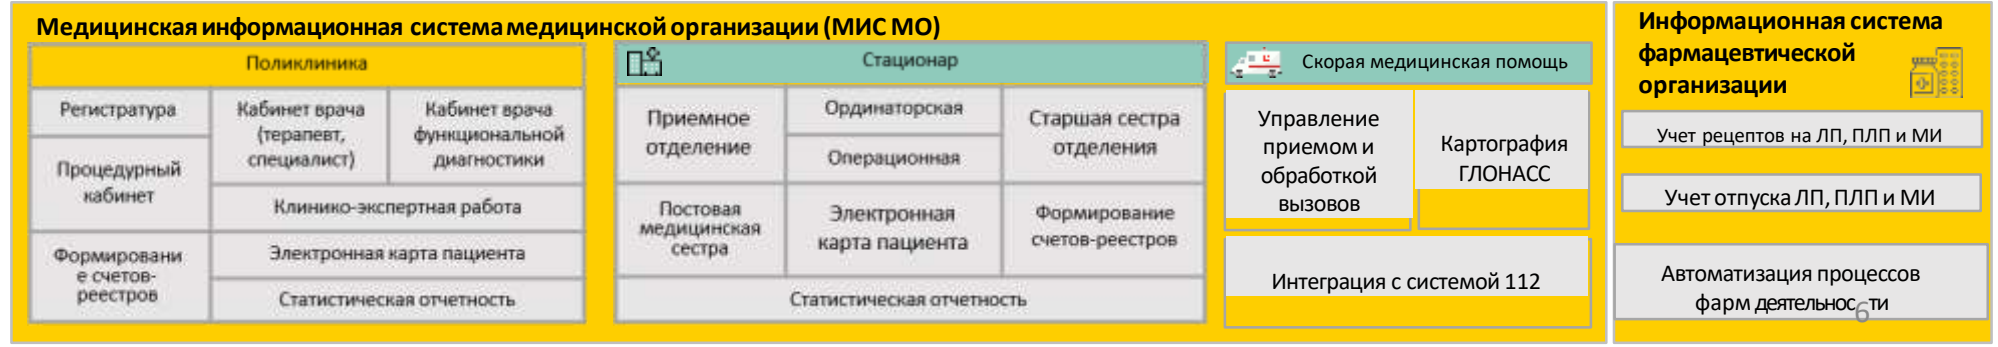 Медицинская информационная система медицинской организации (МИС МО)
Поликлиника
Регистратура
Процедурный
кабинет
Формировани
е счетов-
реестров
Кабинет врача
(терапевт,
специалист)
Кабинет врача
функциональной
диагностики
Клинико-экспертная работа
Электронная карта пациента
Статистическая отчетность
Стационар
Приемное
отделение
Ординаторская
Операционная
Старшая сестра
отделения
Постовая
медицинская
сестра
Электронная
карта пациента
Формирование
счетов-реестров
Статистическая отчетность
Скорая медицинская помощь
Управление
приемом и
обработкой
вызовов
Картография
ГЛОНАСС
Интеграция с системой 112
Информационная система
фармацевтической
организации
Учет рецептов на ЛП, ПЛП и МИ
Учет отпуска ЛП, ПЛП и МИ
Автоматизация процессов
фарм деятельности
6